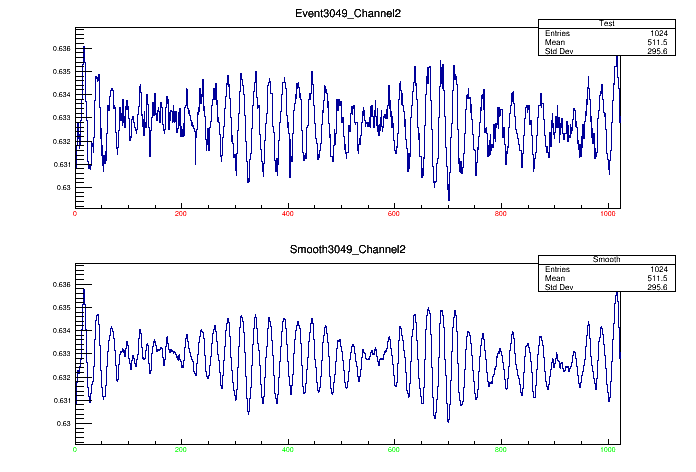 Event3049_Channel2
Test
Entries 1024
Mean 511.5
Std Dev 295.6
0.636
0.635
0.634
0.633
0.632
0.631
0.63
0 200 400 600 800 1000
Smooth3049_Channel2
Smooth
Entries 1024
Mean 511.5
Std Dev 295.6
0.636
0.635
0.634
0.633
0.632
0.631
0.63
0 200 400 600 800 1000